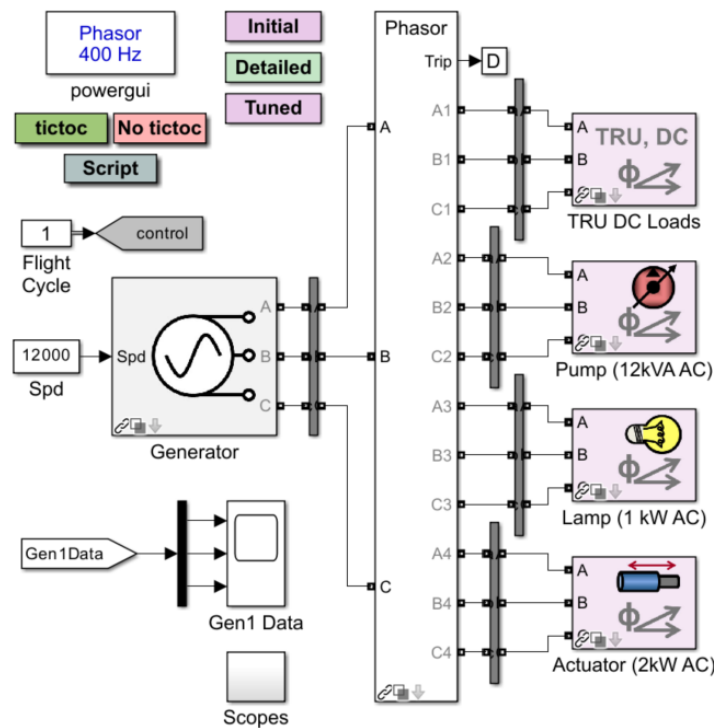 Phasor
400 Hz
powergui
Initial
Detailed
Tuned
tictoc
No tictoc
Script
1
control
Flight
Cycle
12000
Spd
Spd
A
B
C
Generator
Gen1Data
Gen1 Data
Scopes
Phasor
Trip
D
A
B
C
A1
B1
C1
A2
B2
C2
A3
B3
C3
A4
B4
C4
TRU, DC
A
B
Φ
TRU DC Loads
A
B
Φ
Pump (12kVA AC)
A
B
Φ
Lamp (1 kW AC)
A
B
Φ
Actuator (2kW AC)